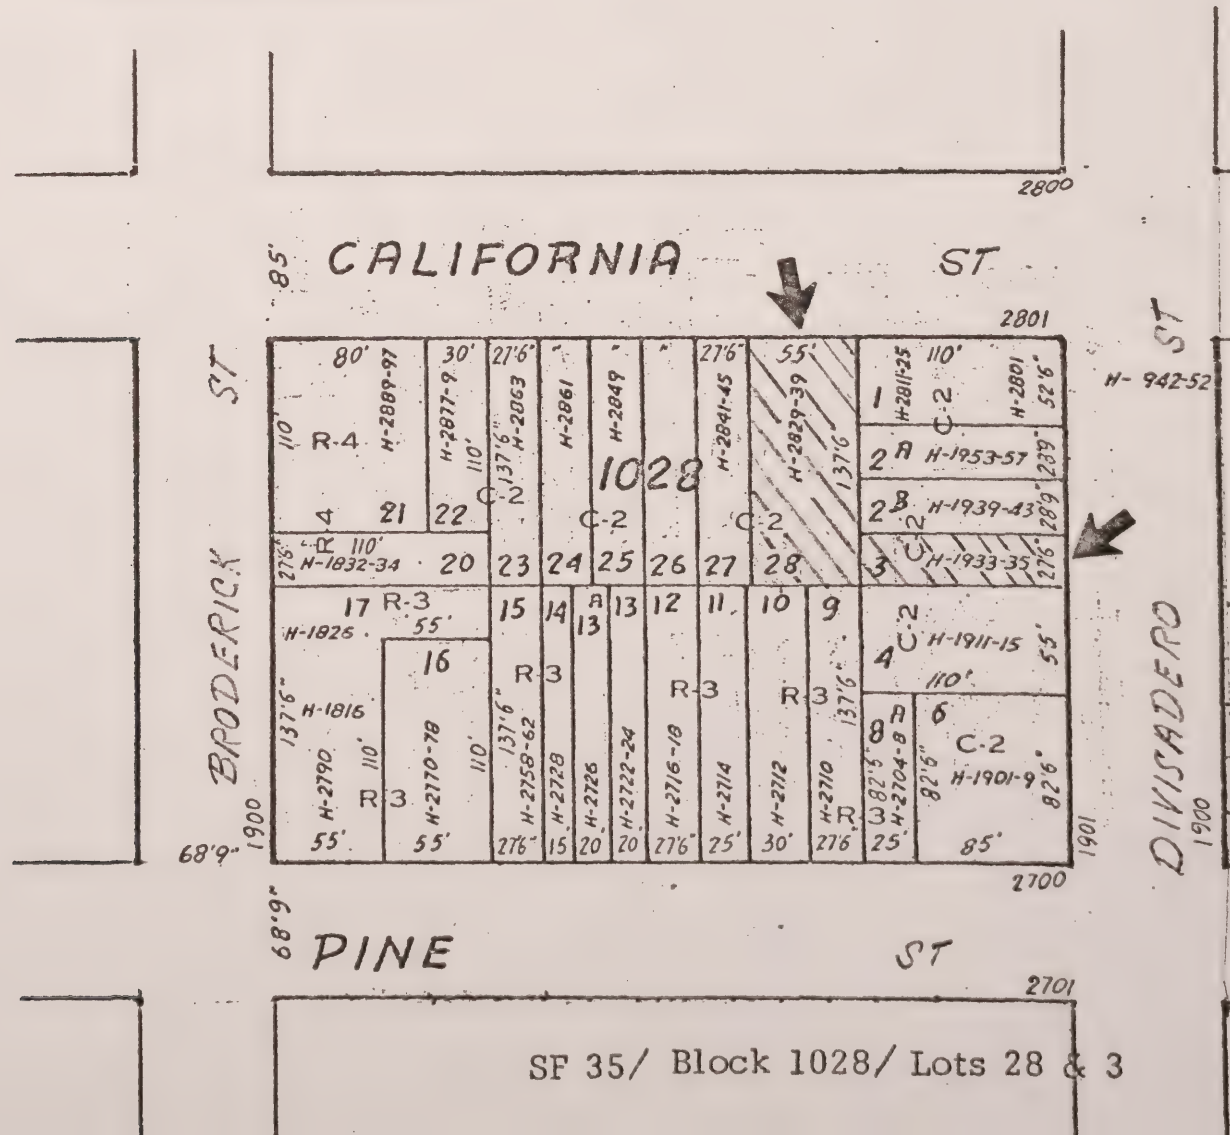 2800
85'
CALIFORNIA ST
2801
ST
H- 942-52
80' 30' 27'6" " " " 27'6" 55' 110'
H-2889-97
H-2877-9
H-2863
H-2861
H-2849
H-2841-45
H-2829-39
1
H-2811-25
C-2
H-2801
52'6"
110'
R-4
110'
137'6"
137'6"
C-2
1028
C-2
C-2
2 A H-1953-57 28'9"
2 B H-1939-43 28'9"
C-2
21 22
R-4
27'6" 110'
H-1832-34 20 23 24 25 26 27 28 3 H-1933-35 27'6"
17 R-3
H-1826 55'
15 14 A 13 13 12 11 10 9
16
R-3
R-3
R-3
4 C-2 H-1911-15 55'
110'
137'6"
H-1816
H-2790
110'
R-3
H-2770-78
110'
137'6"
H-2758-62
H-2728
H-2726
H-2722-24
H-2716-18
H-2714
H-2712
H-2710
137'6"
R-3
8 A
82'6"
H-2704-8
6
C-2
82'6"
H-1901-9
82'6"
55' 55' 27'6" 15' 20' 20' 27'6" 25' 30' 27'6 25' 85'
BRODERICK ST
1900
68'9"
1901
DIVISADERO ST
1900
2700
68'9"
PINE ST
2701
SF 35/ Block 1028/ Lots 28 & 3